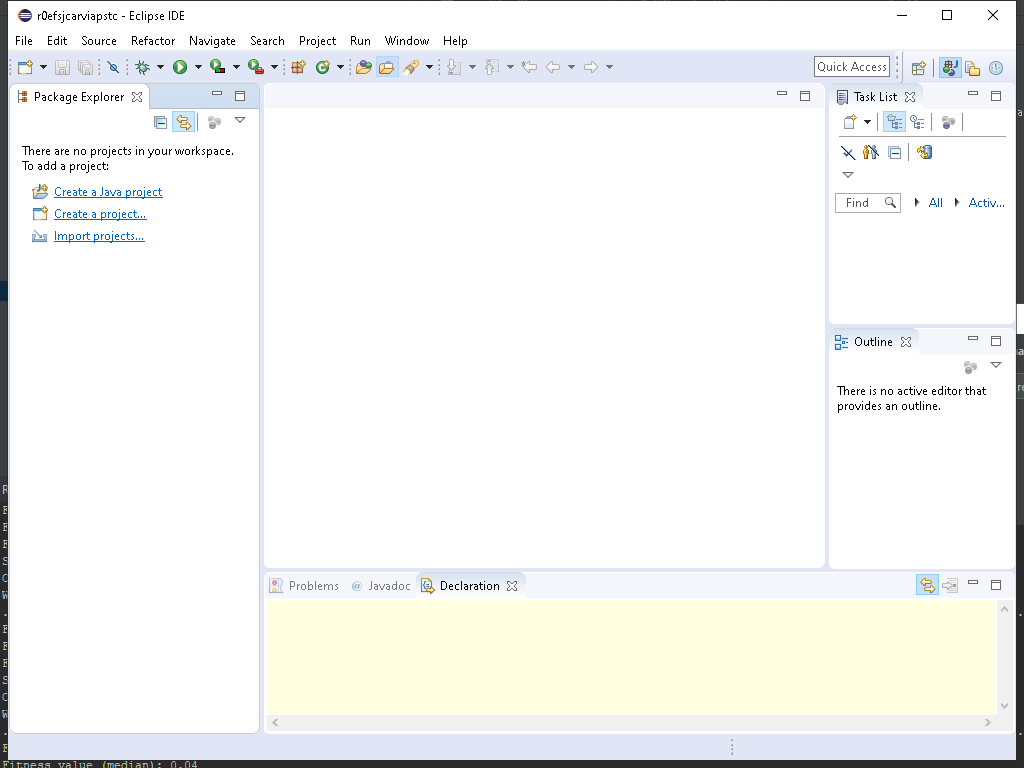 r0efsjcarviapstc - Eclipse IDE
File Edit Source Refactor Navigate Search Project Run Window Help
Quick Access
Package Explorer
There are no projects in your workspace.
To add a project:
Create a Java project
Create a project...
Import projects...
Task List
Find All Activ...
Outline
There is no active editor that
provides an outline.
Problems @ Javadoc Declaration
Fitness value (median): 0.04